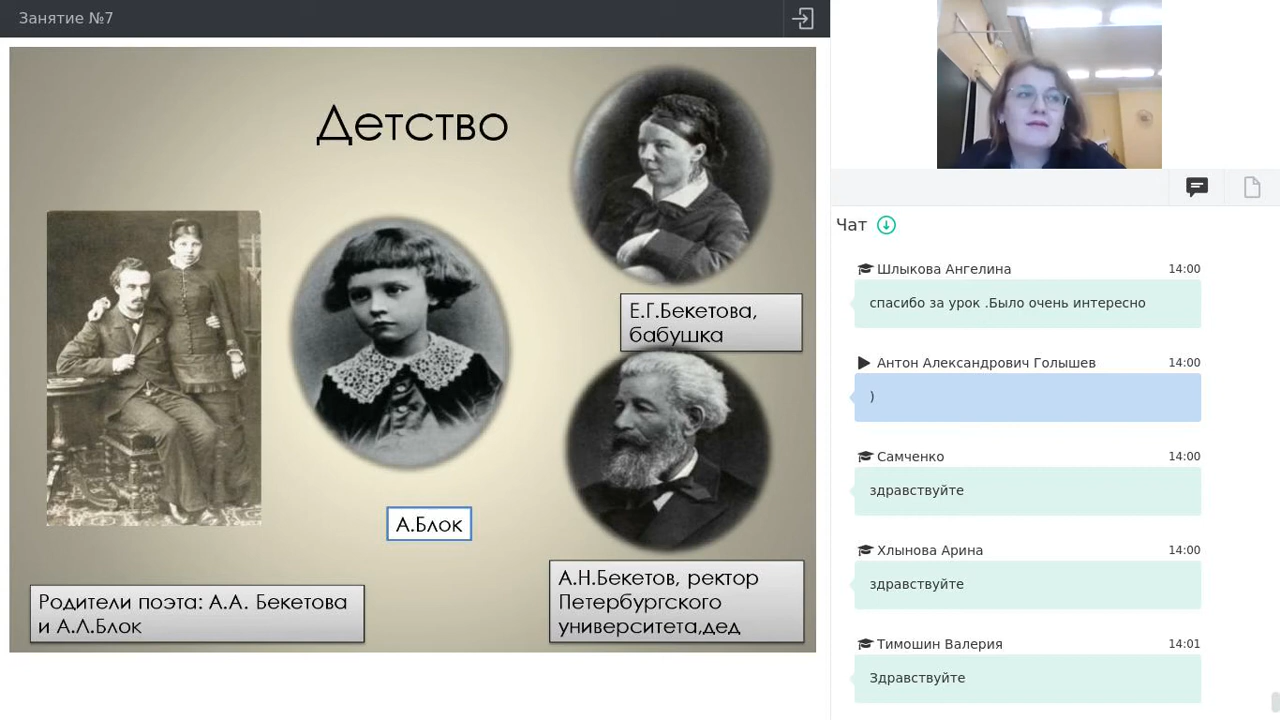 Занятие №7
Детство
Е.Г.Бекетова,
бабушка
А.Блок
А.Н.Бекетов, ректор
Петербургского
университета,дед
Родители поэта: А.А. Бекетова
и А.Л.Блок
Чат
Шлыкова Ангелина 14:00
спасибо за урок .Было очень интересно
Антон Александрович Голышев 14:00
)
Самченко 14:00
здравствуйте
Хлынова Арина 14:00
здравствуйте
Тимошин Валерия 14:01
Здравствуйте